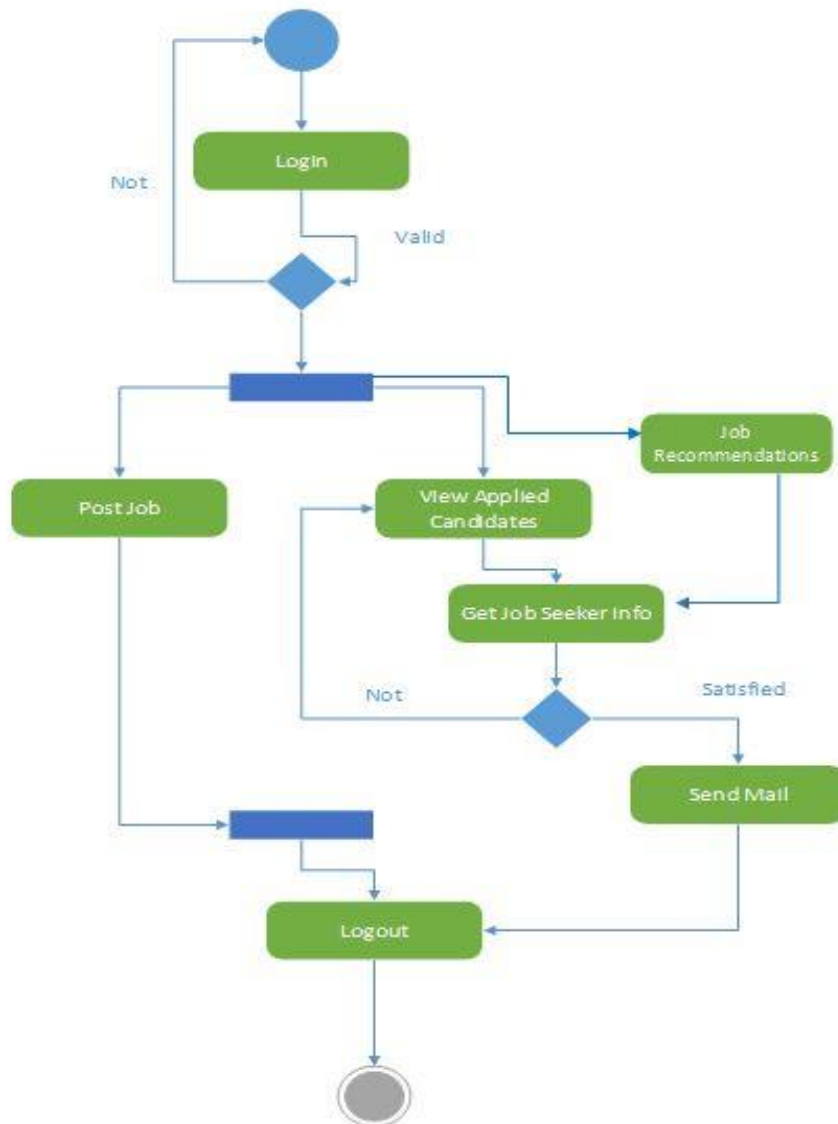 Login
Not
Valid
Job
Recommendations
Post Job
View Applied
Candidates
Get Job Seeker Info
Not
Satisfied
Send Mail
Logout